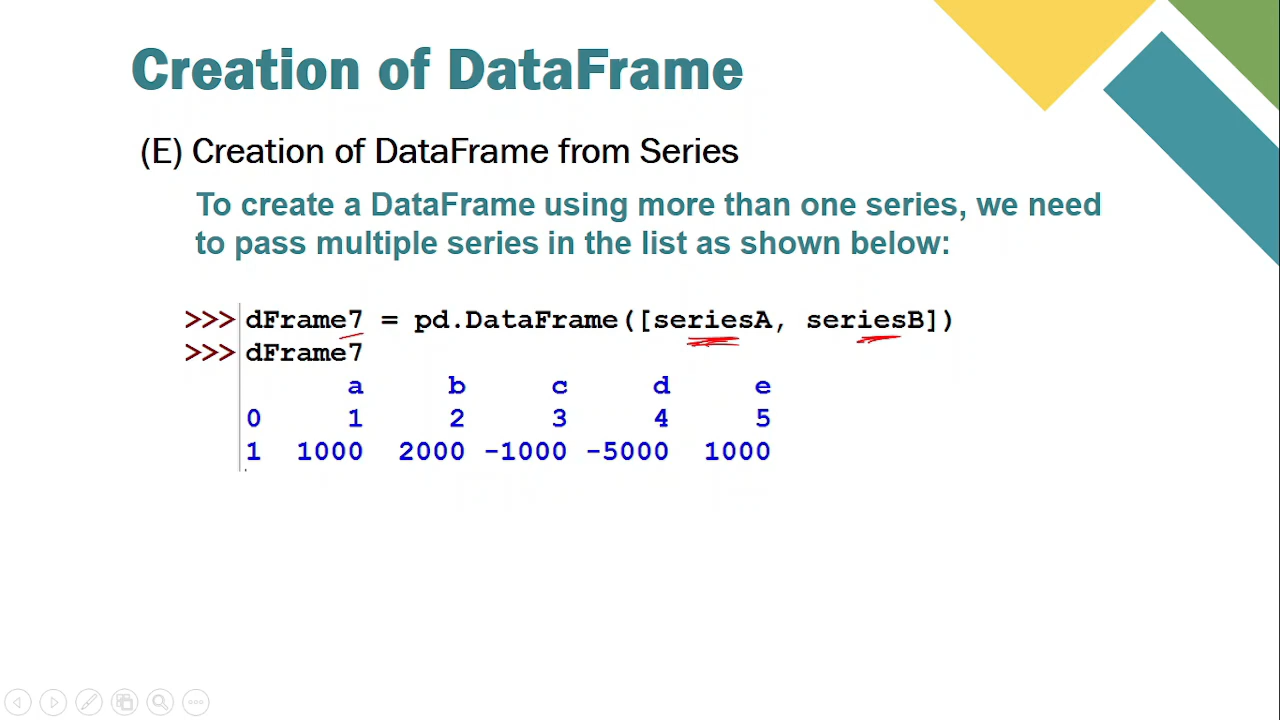 Creation of DataFrame
(E) Creation of DataFrame from Series
To create a DataFrame using more than one series, we need
to pass multiple series in the list as shown below:
>>> dFrame7 = pd.DataFrame([seriesA, seriesB])
>>> dFrame7
a b c d e
0 1 2 3 4 5
1 1000 2000 -1000 -5000 1000